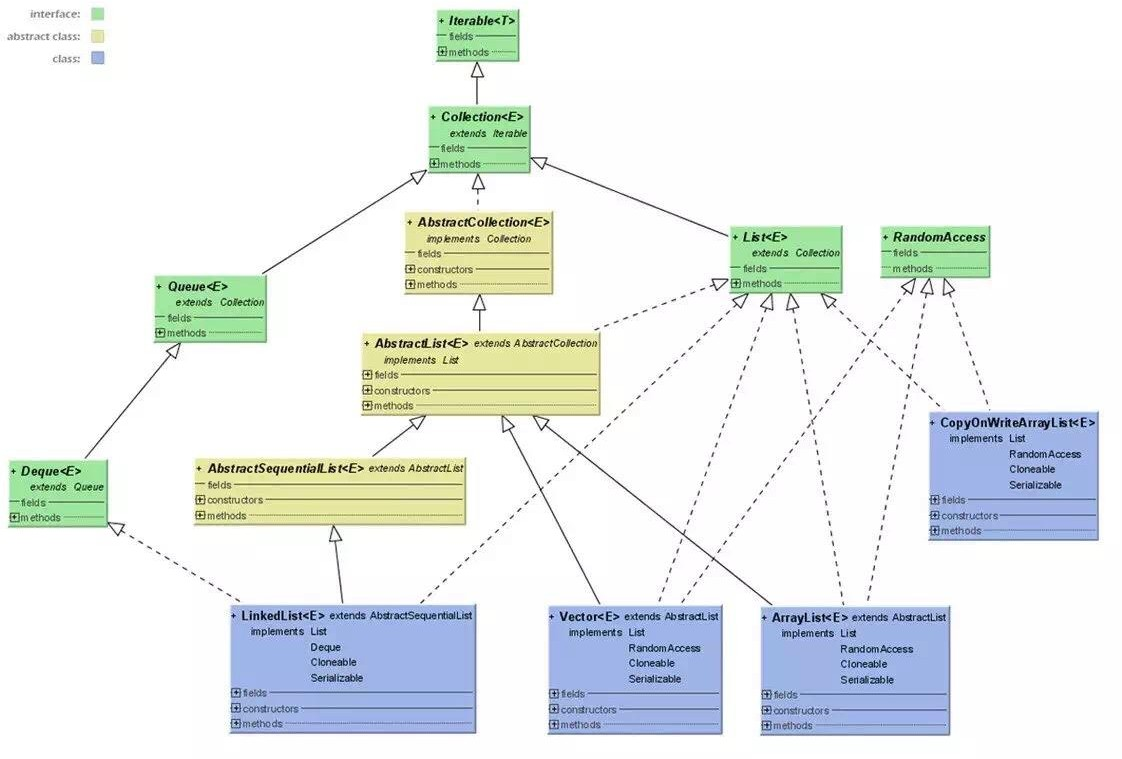 interface:
abstract class:
class:
+ Iterable<T>
fields
methods
+ Collection<E>
extends Iterable
fields
methods
+ AbstractCollection<E>
implements Collection
fields
constructors
methods
+ List<E>
extends Collection
fields
methods
+ RandomAccess
fields
methods
+ Queue<E>
extends Collection
fields
methods
+ AbstractList<E> extends AbstractCollection
implements List
fields
constructors
methods
+ CopyOnWriteArrayList<E>
implements List
RandomAccess
Cloneable
Serializable
fields
constructors
methods
+ Deque<E>
extends Queue
fields
methods
+ AbstractSequentialList<E> extends AbstractList
fields
constructors
methods
+ LinkedList<E> extends AbstractSequentialList
implements List
Deque
Cloneable
Serializable
fields
constructors
methods
+ Vector<E> extends AbstractList
implements List
RandomAccess
Cloneable
Serializable
fields
constructors
methods
+ ArrayList<E> extends AbstractList
implements List
RandomAccess
Cloneable
Serializable
fields
constructors
methods